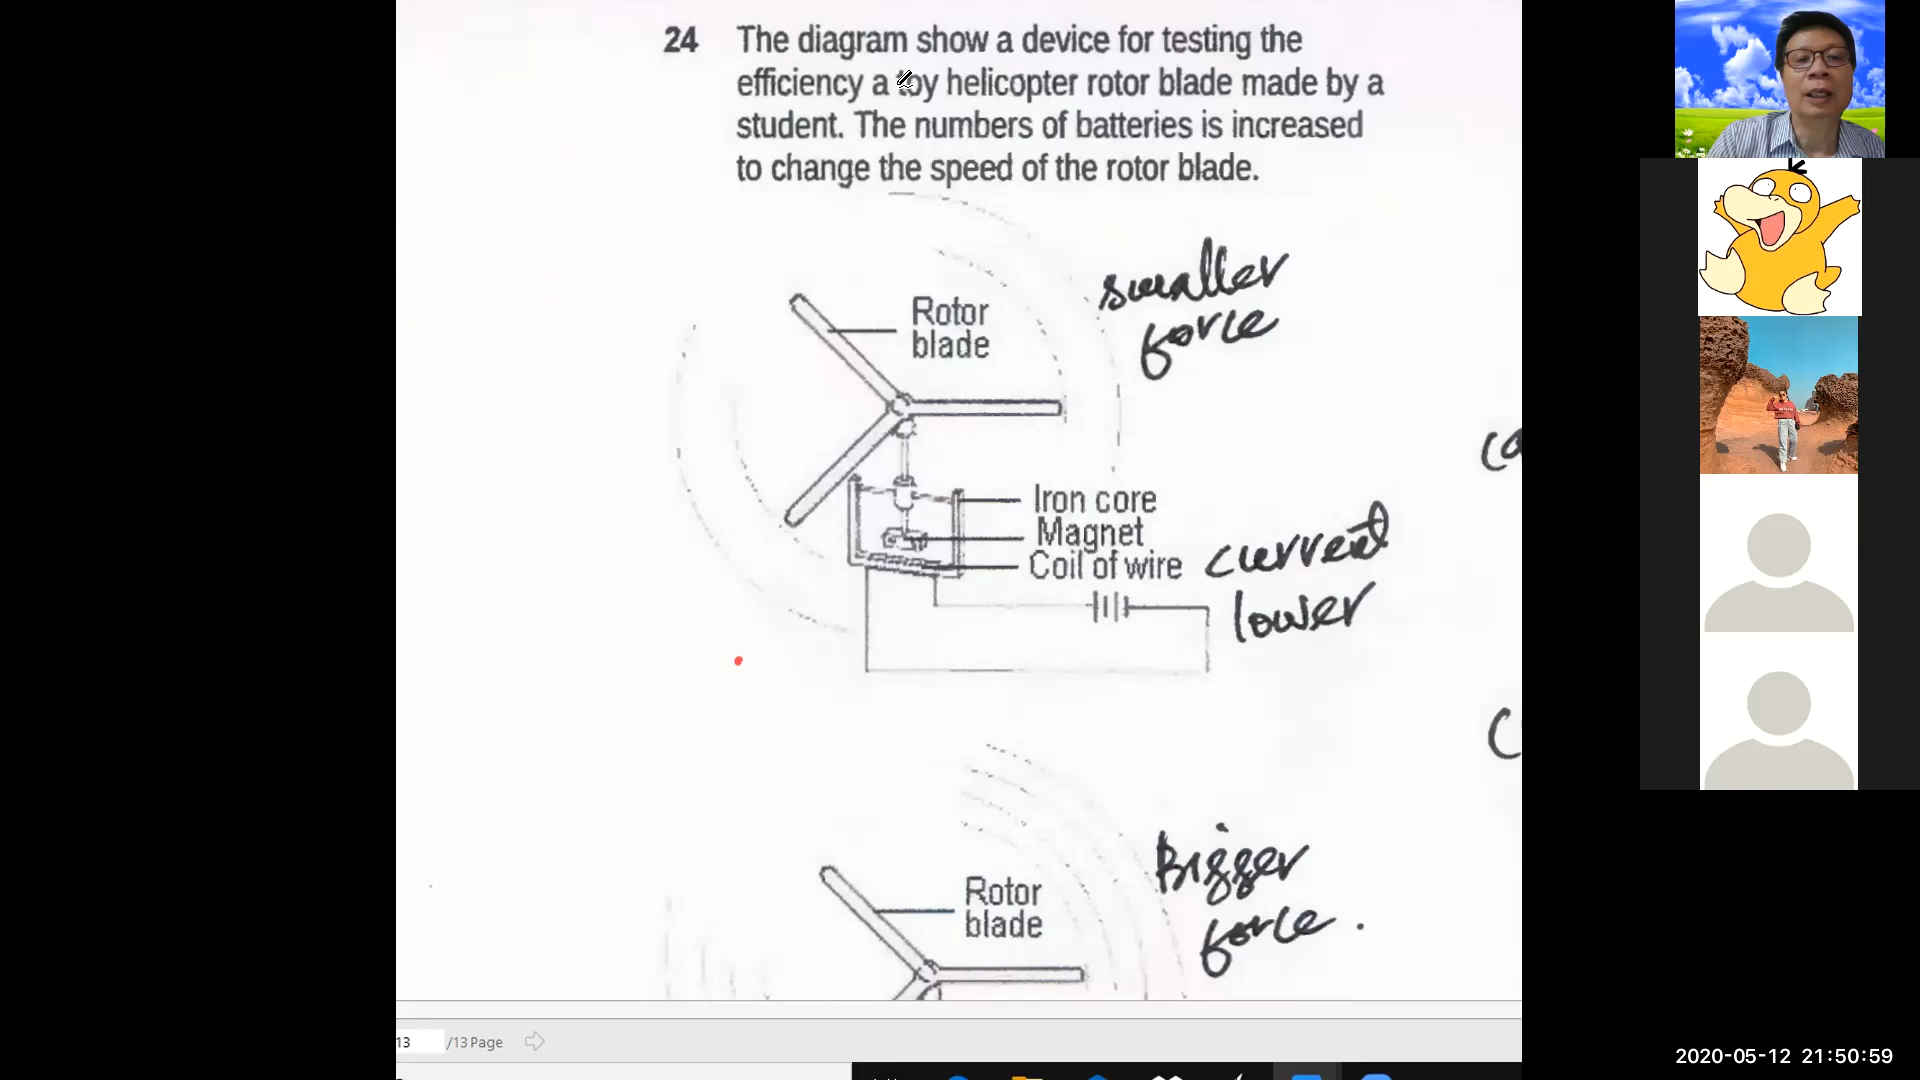 24 The diagram show a device for testing the
efficiency a toy helicopter rotor blade made by a
student. The numbers of batteries is increased
to change the speed of the rotor blade.
Rotor
blade
smaller
force
Iron core
Magnet
Coil of wire
current
lower
Rotor
blade
Bigger
force.
13 /13 Page
2020-05-12 21:50:59